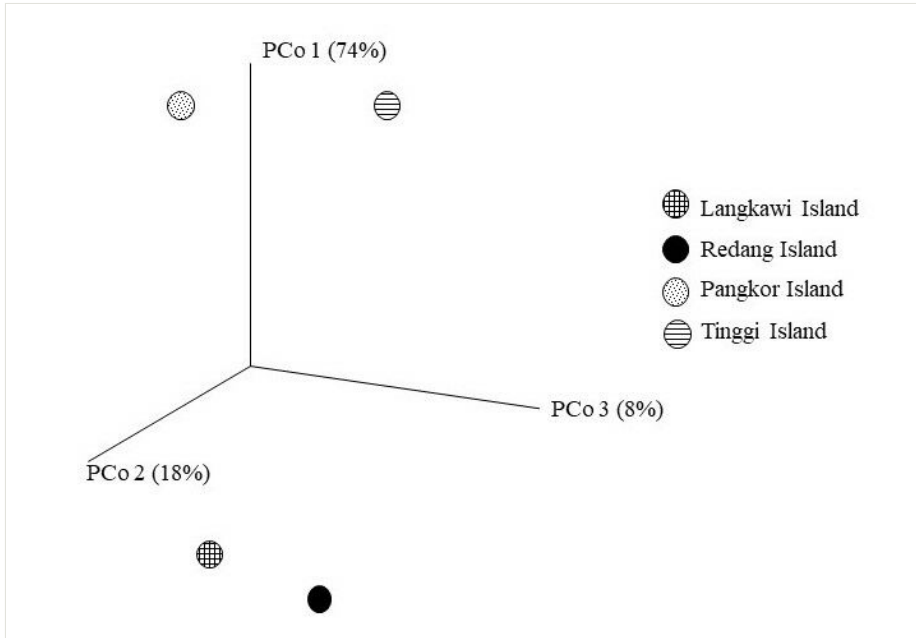 PCo 1 (74%)
Langkawi Island
Redang Island
Pangkor Island
Tinggi Island
PCo 3 (8%)
PCo 2 (18%)